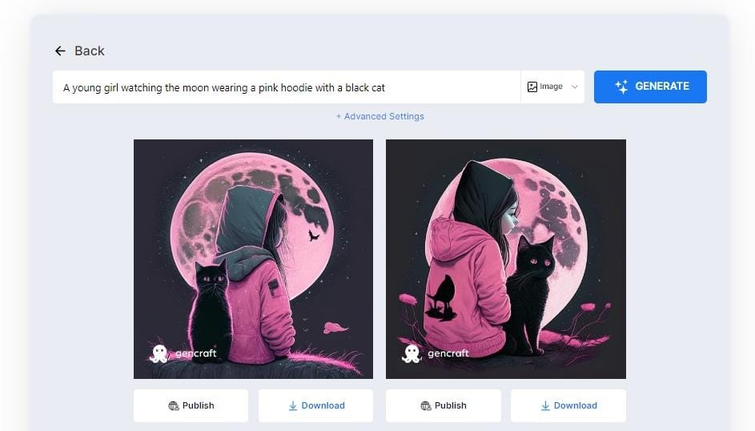 Back
A young girl watching the moon wearing a pink hoodie with a black cat
Image
GENERATE
+ Advanced Settings
gencraft
gencraft
Publish
Download
Publish
Download